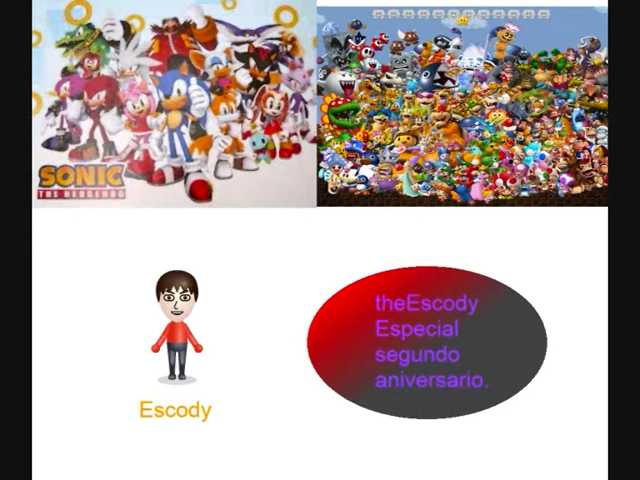 SONIC
THE HEDGEHOG
theEscody
Especial
segundo
aniversario.
Escody